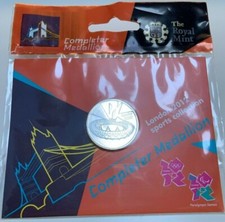 Completer
Medallion
The
Royal
Mint
London 2012
sports collection
Completer Medallion